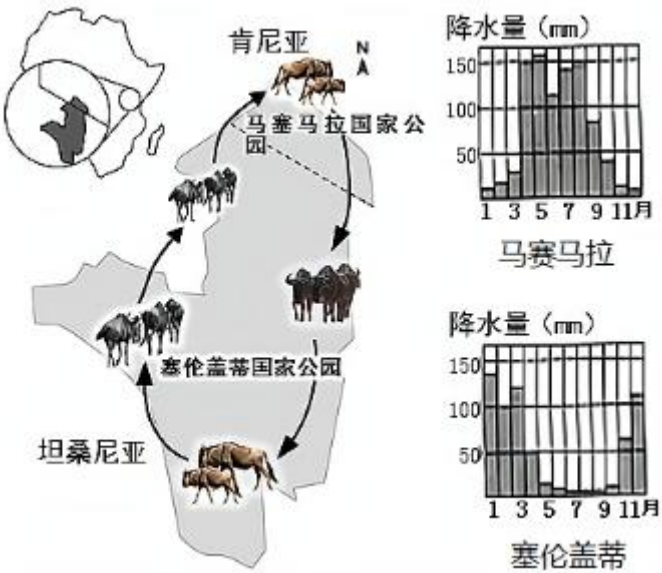 肯尼亚
N
马塞马拉国家公
园
塞伦盖蒂国家公园
坦桑尼亚
降水量（mm）
150
100
50
1 3 5 7 9 11月
马赛马拉
降水量（mm）
150
100
50
1 3 5 7 9 11月
塞伦盖蒂